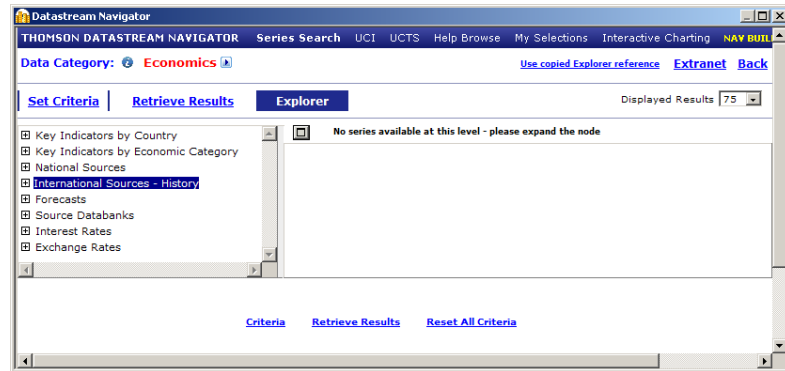 Datastream Navigator
THOMSON DATASTREAM NAVIGATOR Series Search UCI UCTS Help Browse My Selections Interactive Charting
Data Category: Economics Use copied Explorer reference Extranet Back
Set Criteria Retrieve Results Explorer Displayed Results 75
No series available at this level - please expand the node
Key Indicators by Country
Key Indicators by Economic Category
National Sources
International Sources - History
Forecasts
Source Databanks
Interest Rates
Exchange Rates
Criteria Retrieve Results Reset All Criteria